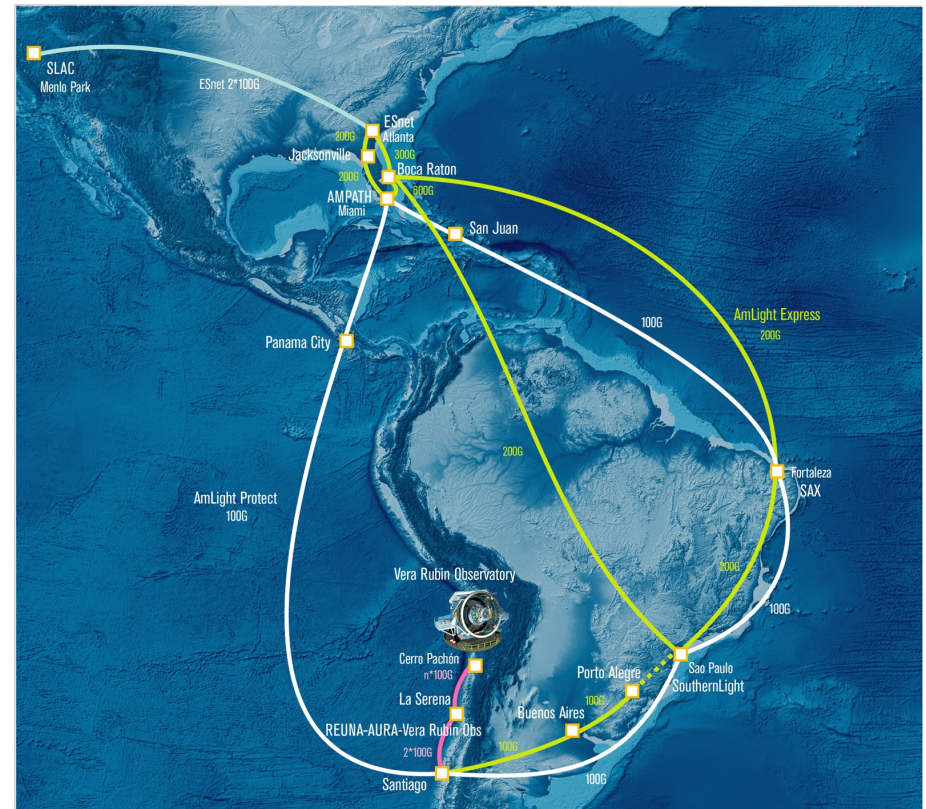 SLAC
Menlo Park
ESnet 2*100G
ESnet
Atlanta
200G
Jacksonville
300G
200G
Boca Raton
600G
AMPATH
Miami
San Juan
Panama City
100G
AmLight Express
200G
200G
Fortaleza
SAX
AmLight Protect
100G
Vera Rubin Observatory
200G
100G
Cerro Pachón
n*100G
Porto Alegre
Sao Paulo
SouthernLight
La Serena
100G
Buenos Aires
REUNA-AURA-Vera Rubin Obs
2*100G
100G
Santiago
100G